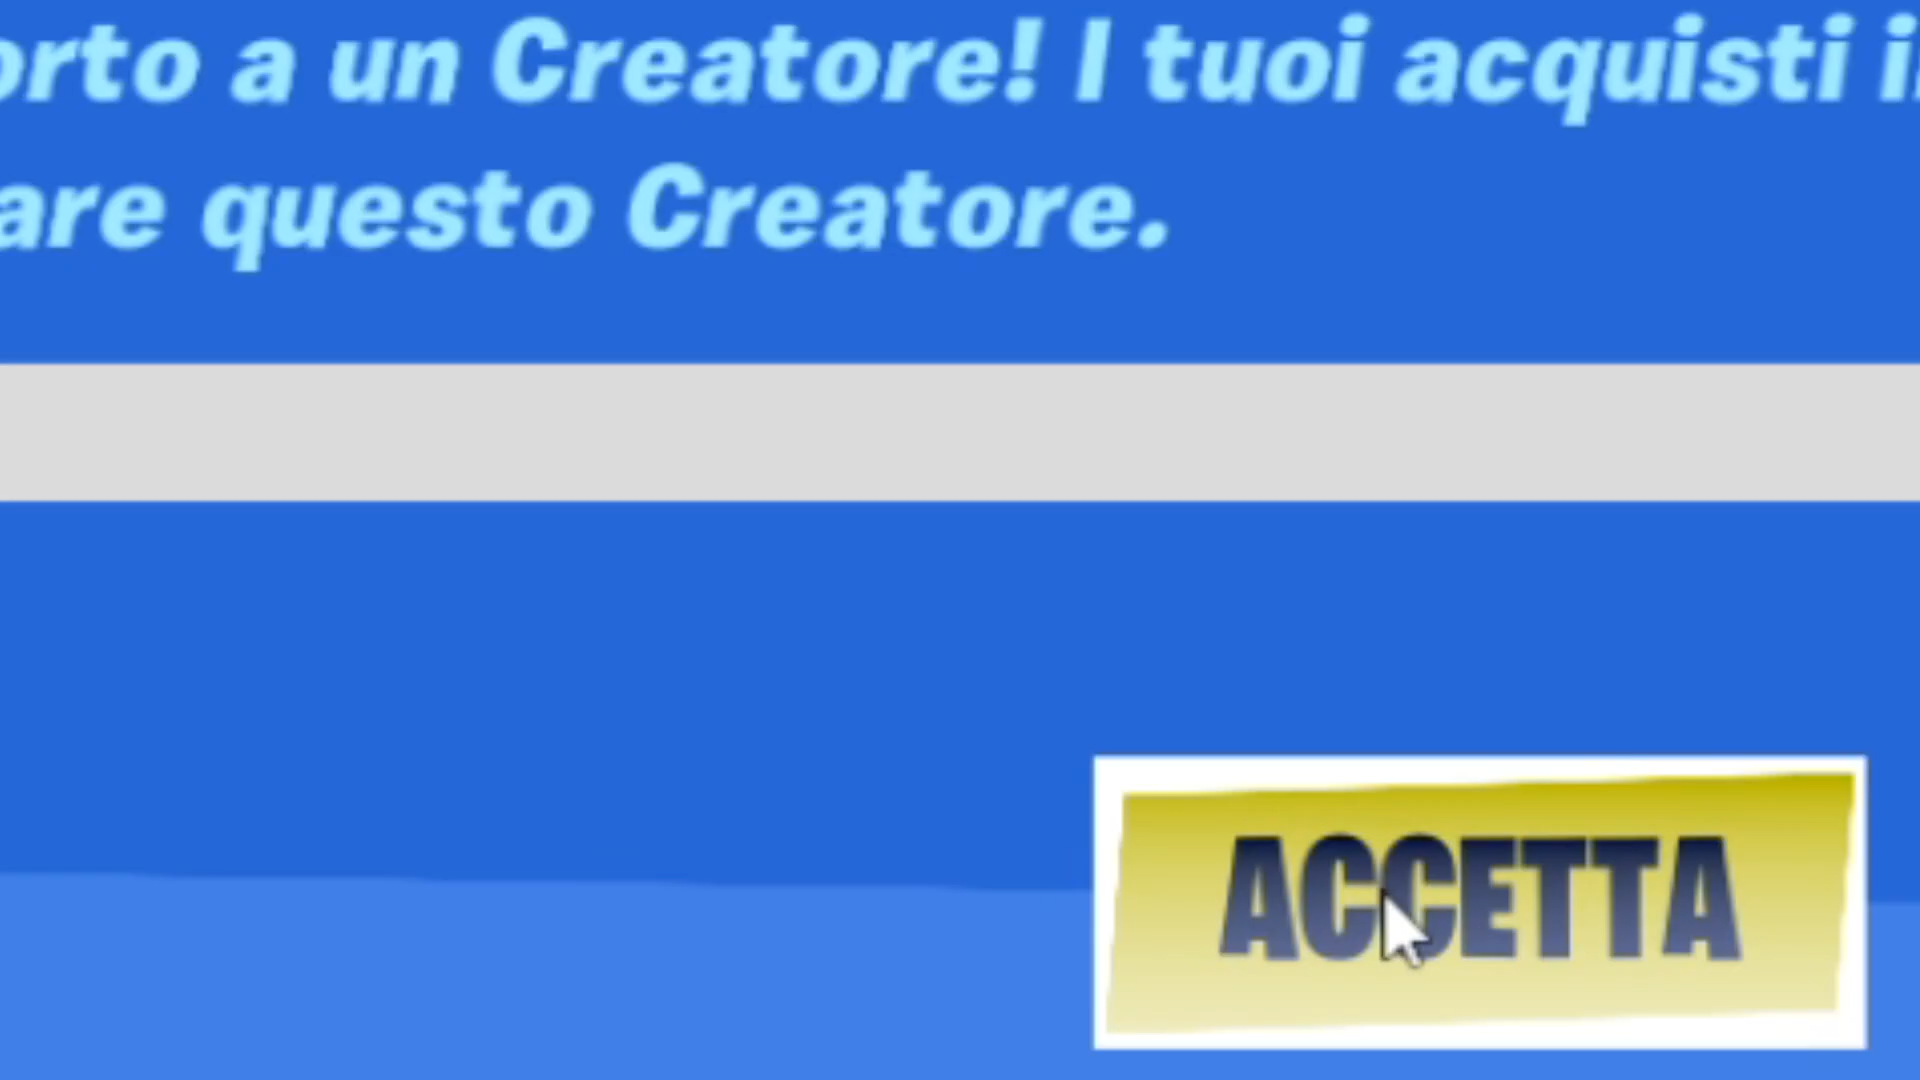 orto a un Creatore! I tuoi acquisti i
are questo Creatore.
ACCETTA